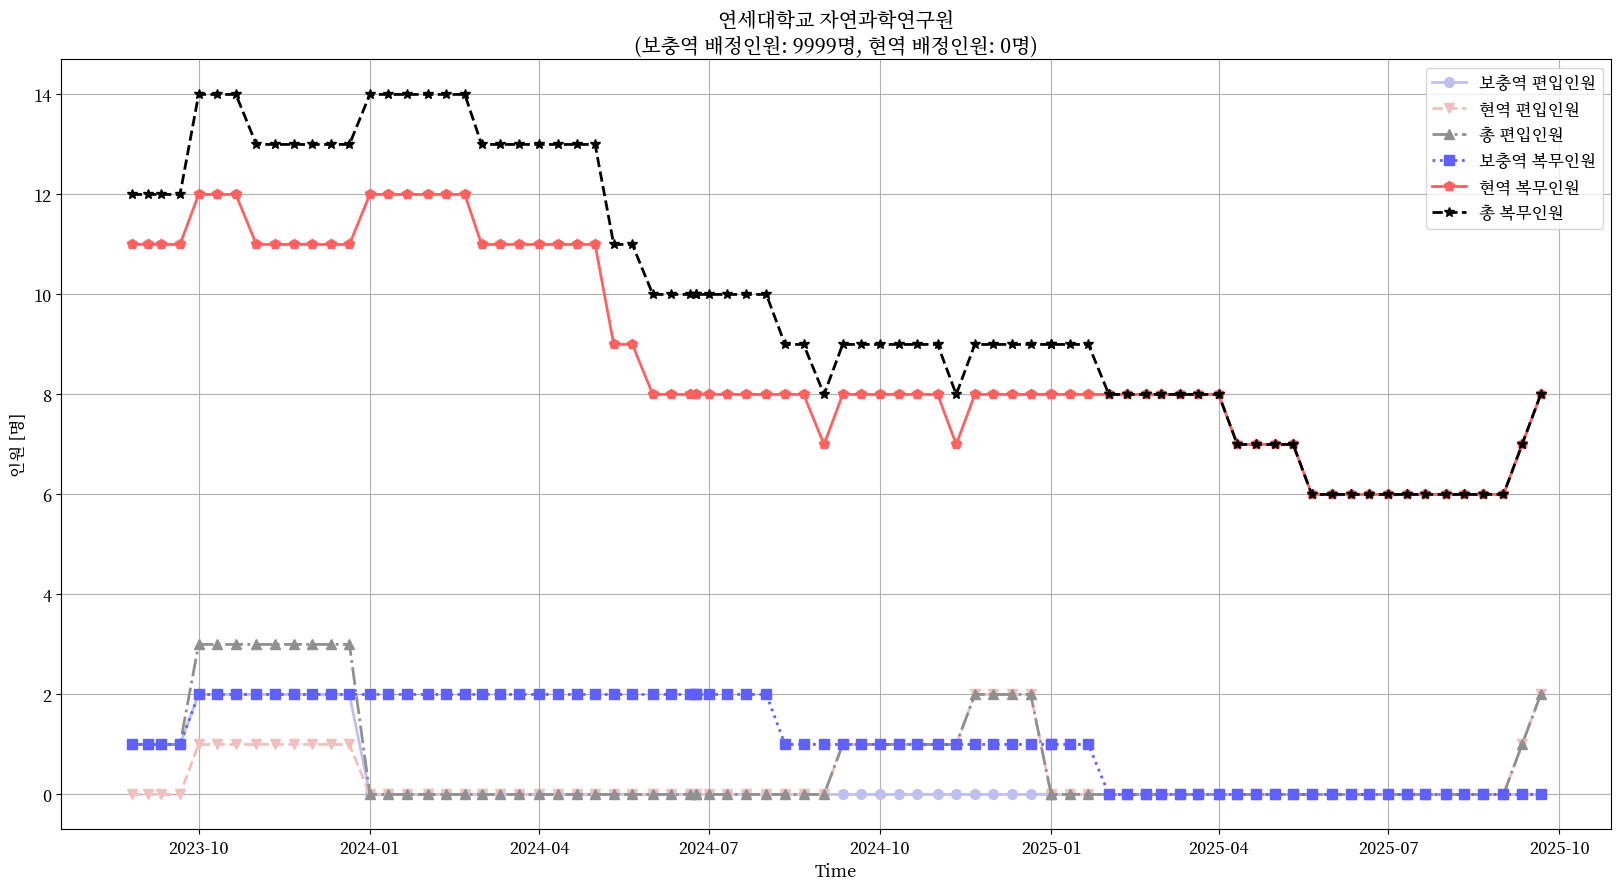 연세대학교 자연과학연구원
(보충역 배정인원: 9999명, 현역 배정인원: 0명)
보충역 편입인원
현역 편입인원
총 편입인원
보충역 복무인원
현역 복무인원
총 복무인원
인원 [명]
14
12
10
8
6
4
2
0
2023-10
2024-01
2024-04
2024-07
2024-10
2025-01
2025-04
2025-07
2025-10
Time